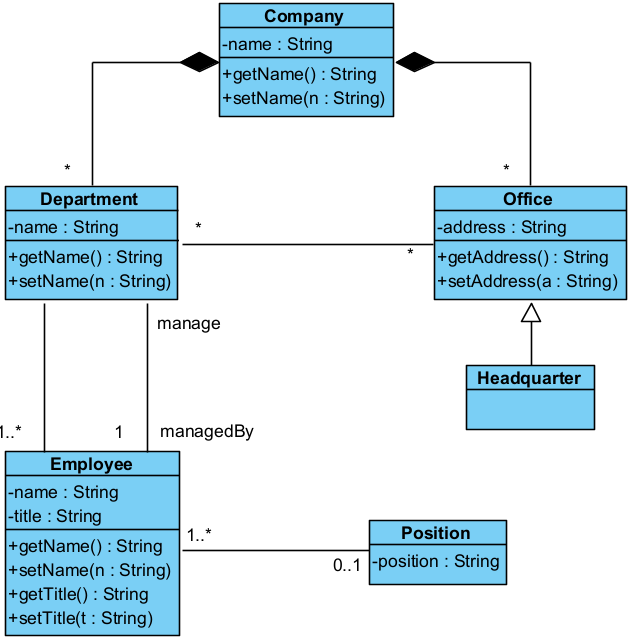 Company
-name : String
+getName() : String
+setName(n : String)
*
*
Department
-name : String
+getName() : String
+setName(n : String)
*
*
Office
-address : String
+getAddress() : String
+setAddress(a : String)
manage
Headquarter
1..*
1
managedBy
Employee
-name : String
-title : String
+getName() : String
+setName(n : String)
+getTitle() : String
+setTitle(t : String)
1..*
0..1
Position
-position : String